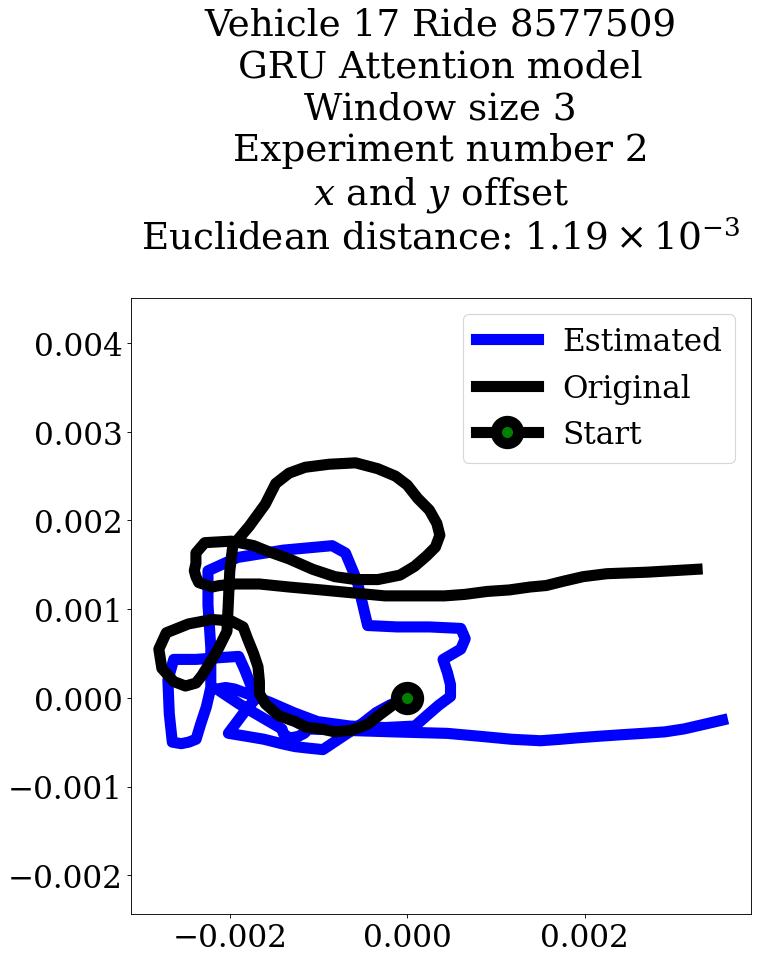 Vehicle 17 Ride 8577509
GRU Attention model
Window size 3
Experiment number 2
x and y offset
Euclidean distance: 1.19 × 10⁻³
Estimated
Original
Start
0.004
0.003
0.002
0.001
0.000
−0.001
−0.002
−0.002 0.000 0.002